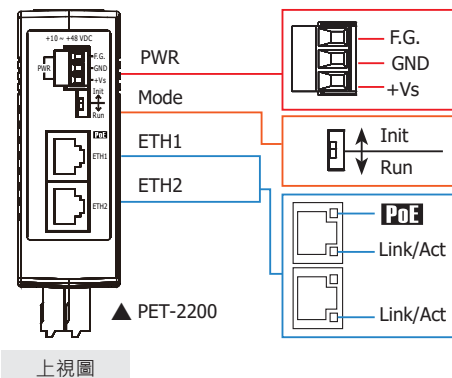 +10 ~ +48 VDC
PWR
F.G.
GND
+Vs
Init
Run
PoE
ETH1
ETH2
PWR
Mode
ETH1
ETH2
▲ PET-2200
F.G.
GND
+Vs
Init
Run
PoE
Link/Act
Link/Act
上視圖